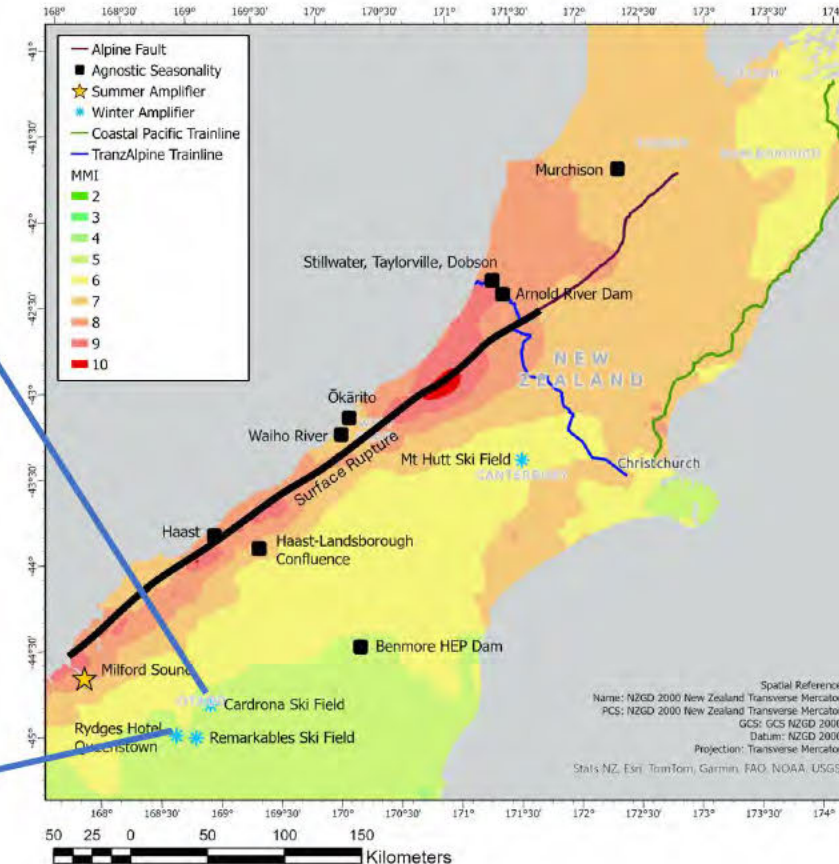 168° 168°30' 169° 169°30' 170° 170°30' 171° 171°30' 172° 172°30' 173° 173°30' 174°
Alpine Fault
Agnostic Seasonality
Summer Amplifier
Winter Amplifier
Coastal Pacific Trainline
TranzAlpine Trainline
MMI
2
3
4
5
6
7
8
9
10
-41°
-41°30'
-42°
-42°30'
-43°
-43°30'
-44°
-44°30'
-45°
Murchison
Stillwater, Taylorville, Dobson
Arnold River Dam
NEW
ZEALAND
Ōkārito
Waiho River
Surface Rupture
Mt Hutt Ski Field
CANTERBURY
Christchurch
Haast
Haast-Landsborough
Confluence
Benmore HEP Dam
Milford Sound
Cardrona Ski Field
Rydges Hotel
Queenstown
Remarkables Ski Field
Spatial Reference
Name: NZGD 2000 New Zealand Transverse Mercator
PCS: NZGD 2000 New Zealand Transverse Mercator
GCS: GCS NZGD 2000
Datum: NZGD 2000
Projection: Transverse Mercator
Stats NZ, Esri, TomTom, Garmin, FAO, NOAA, USGS
168° 168°30' 169° 169°30' 170° 170°30' 171° 171°30' 172° 172°30' 173° 173°30' 174°
50 25 0 50 100 150
Kilometers